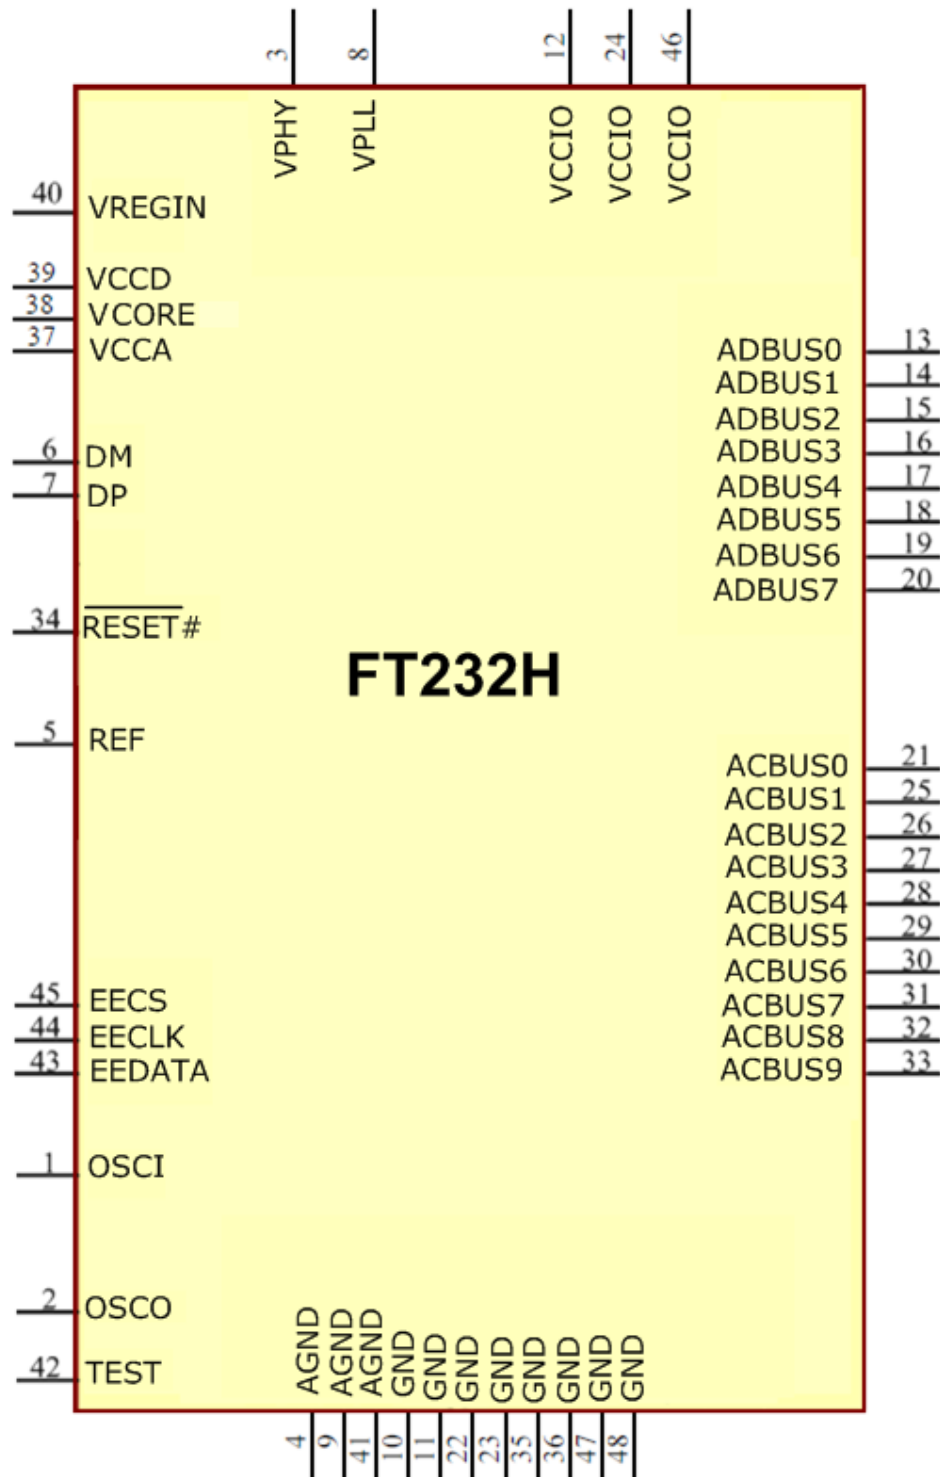 3 8 12 24 46
VPHY VPLL VCCIO VCCIO VCCIO
40 VREGIN
39 VCCD
38 VCORE
37 VCCA
ADBUS0 13
ADBUS1 14
ADBUS2 15
ADBUS3 16
ADBUS4 17
ADBUS5 18
ADBUS6 19
ADBUS7 20
6 DM
7 DP
34 RESET#
FT232H
5 REF
ACBUS0 21
ACBUS1 25
ACBUS2 26
ACBUS3 27
ACBUS4 28
ACBUS5 29
ACBUS6 30
ACBUS7 31
ACBUS8 32
ACBUS9 33
45 EECS
44 EECLK
43 EEDATA
1 OSCI
2 OSCO
42 TEST
AGND AGND AGND GND GND GND GND GND GND GND GND
4 9 41 10 11 22 23 35 36 47 48